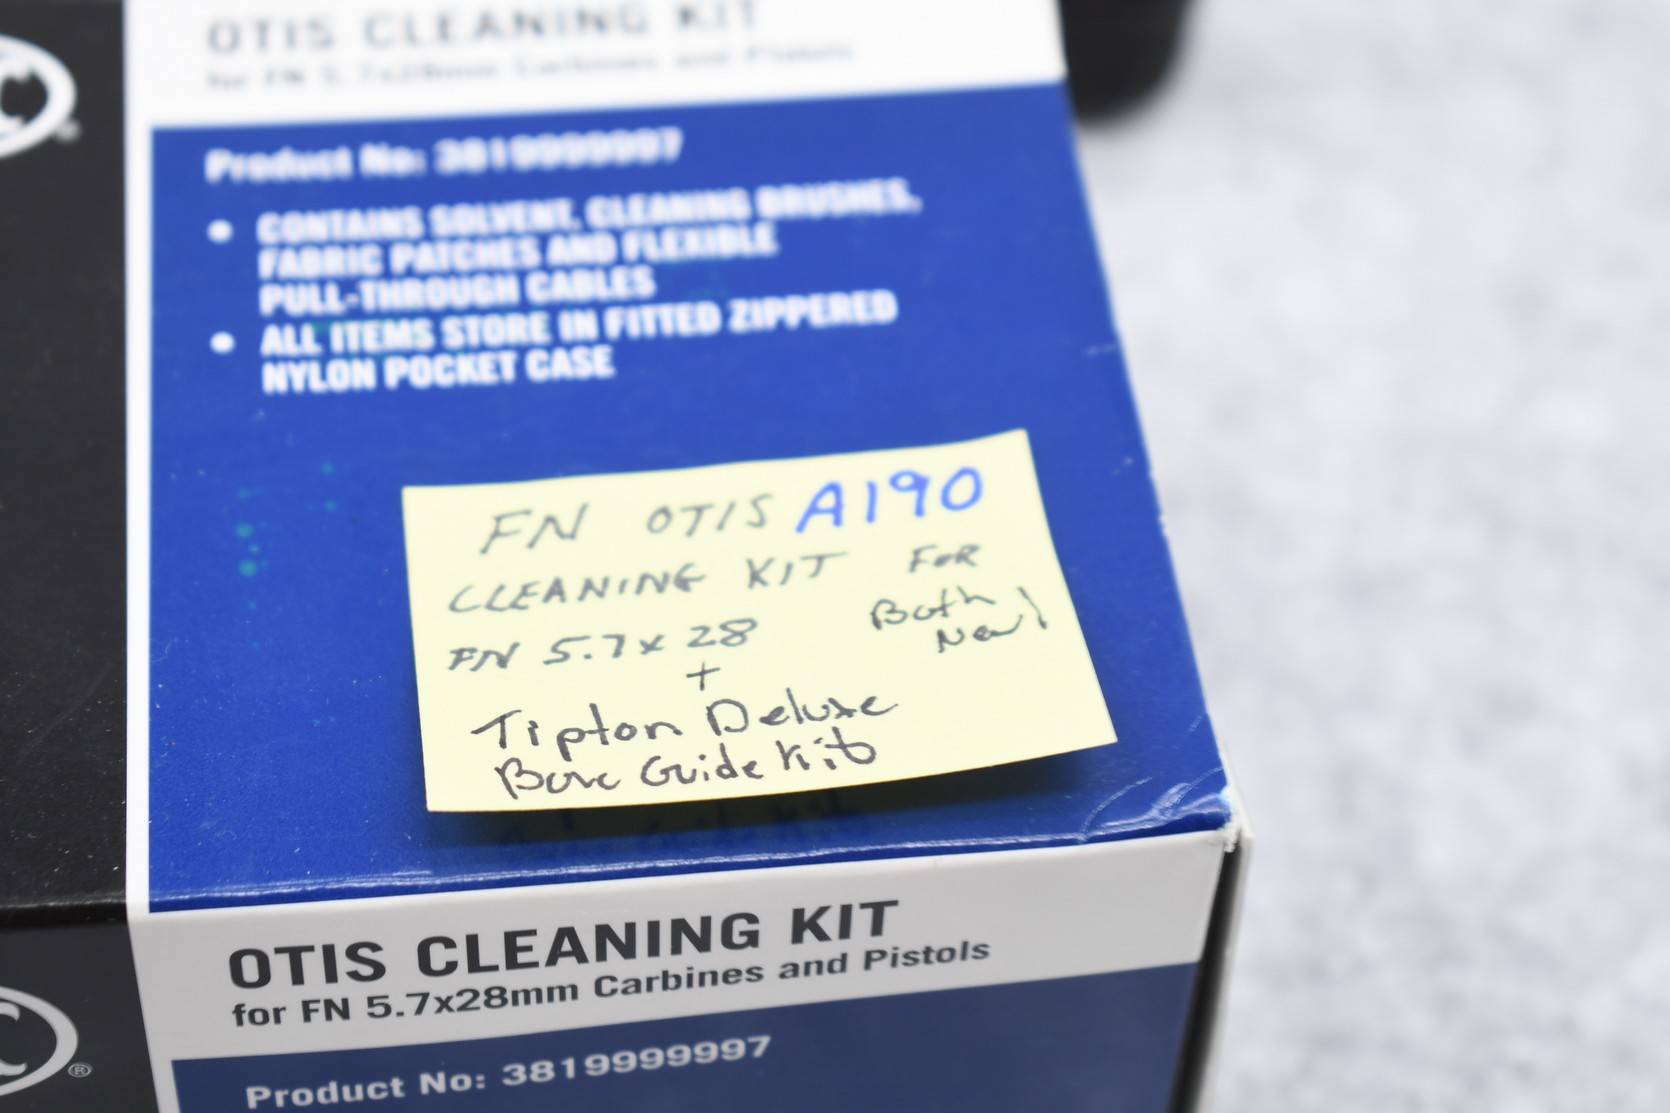 OTIS CLEANING KIT
for FN 5.7x28mm Carbines and Pistols
Product No: 3819999997
• CONTAINS SOLVENT, CLEANING BRUSHES,
FABRIC PATCHES AND FLEXIBLE
PULL-THROUGH CABLES
• ALL ITEMS STORE IN FITTED ZIPPERED
NYLON POCKET CASE
FN OTIS A190
CLEANING KIT FOR
FN 5.7x28 Both
New!
+
Tipton Deluxe
Bore Guide Kit
OTIS CLEANING KIT
for FN 5.7x28mm Carbines and Pistols
Product No: 3819999997
®